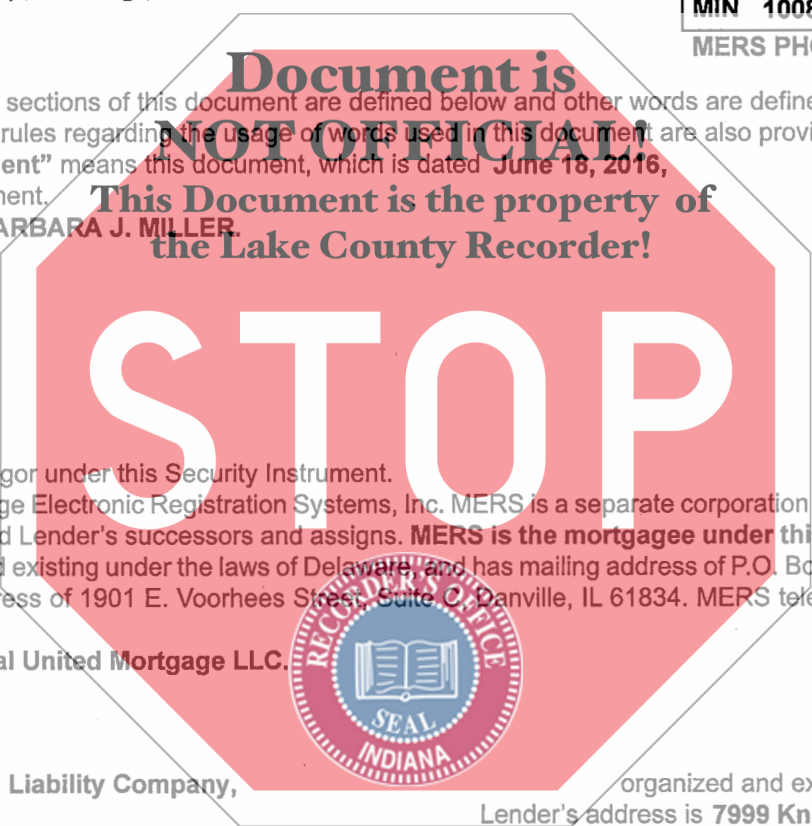 MIN 1008
MERS PHO
Document is
sections of this document are defined below and other words are define
rules regarding the usage of words used in this document are also provi
NOT OFFICIAL!
ent” means this document, which is dated June 18, 2016,
ment.
This Document is the property of
ARBARA J. MILLER.
the Lake County Recorder!
STOP
gor under this Security Instrument.
ge Electronic Registration Systems, Inc. MERS is a separate corporation
d Lender's successors and assigns. MERS is the mortgagee under thi
d existing under the laws of Delaware, and has mailing address of P.O. Bo
ress of 1901 E. Voorhees Street, Suite C, Danville, IL 61834. MERS tele
RECORDER'S OFFICE
al United Mortgage LLC.
SEAL
INDIANA
Liability Company,
organized and ex
Lender's address is 7999 Kn